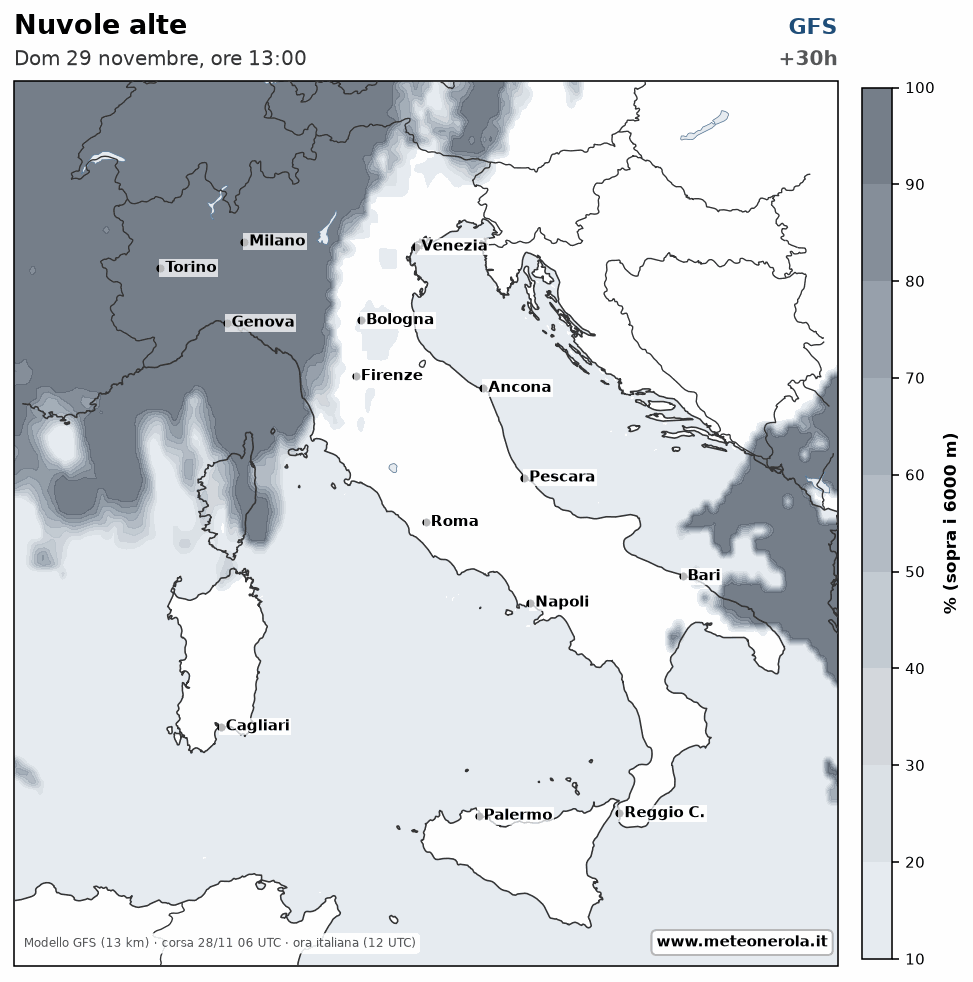 Nuvole alte
GFS
Dom 29 novembre, ore 13:00
+30h
100
90
80
70
60
50
40
30
20
10
% (sopra i 6000 m)
Milano
Venezia
Torino
Genova
Bologna
Firenze
Ancona
Pescara
Roma
Bari
Napoli
Cagliari
Reggio C.
Palermo
Modello GFS (13 km) · corsa 28/11 06 UTC · ora italiana (12 UTC)
www.meteonerola.it